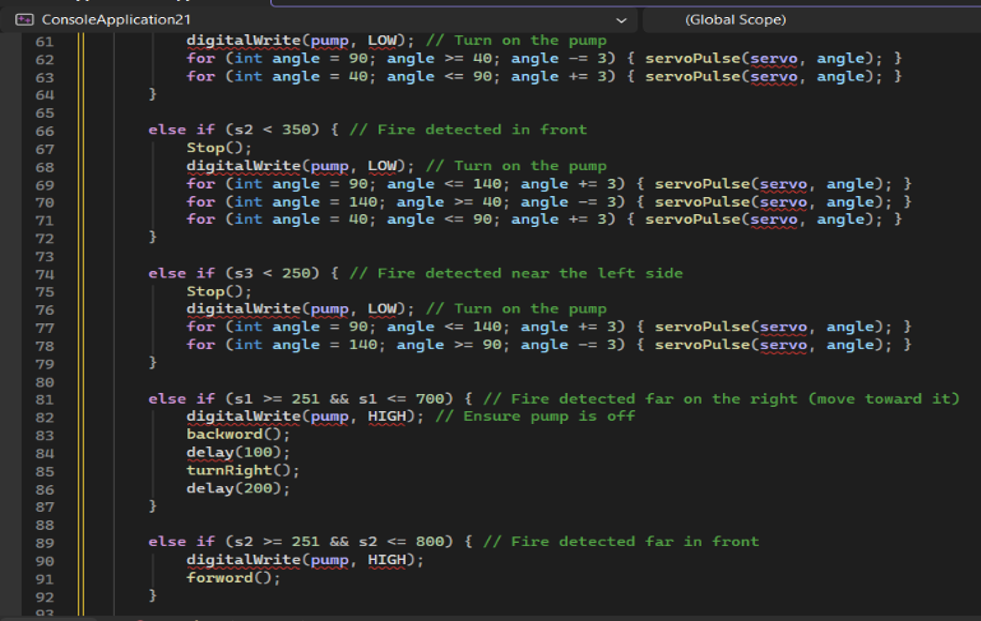 ConsoleApplication21 (Global Scope)
61 digitalWrite(pump, LOW); // Turn on the pump
62 for (int angle = 90; angle >= 40; angle -= 3) { servoPulse(servo, angle); }
63 for (int angle = 40; angle <= 90; angle += 3) { servoPulse(servo, angle); }
64 }
65
66 else if (s2 < 350) { // Fire detected in front
67 Stop();
68 digitalWrite(pump, LOW); // Turn on the pump
69 for (int angle = 90; angle <= 140; angle += 3) { servoPulse(servo, angle); }
70 for (int angle = 140; angle >= 40; angle -= 3) { servoPulse(servo, angle); }
71 for (int angle = 40; angle <= 90; angle += 3) { servoPulse(servo, angle); }
72 }
73
74 else if (s3 < 250) { // Fire detected near the left side
75 Stop();
76 digitalWrite(pump, LOW); // Turn on the pump
77 for (int angle = 90; angle <= 140; angle += 3) { servoPulse(servo, angle); }
78 for (int angle = 140; angle >= 90; angle -= 3) { servoPulse(servo, angle); }
79 }
80
81 else if (s1 >= 251 && s1 <= 700) { // Fire detected far on the right (move toward it)
82 digitalWrite(pump, HIGH); // Ensure pump is off
83 backword();
84 delay(100);
85 turnRight();
86 delay(200);
87 }
88
89 else if (s2 >= 251 && s2 <= 800) { // Fire detected far in front
90 digitalWrite(pump, HIGH);
91 forword();
92 }
93